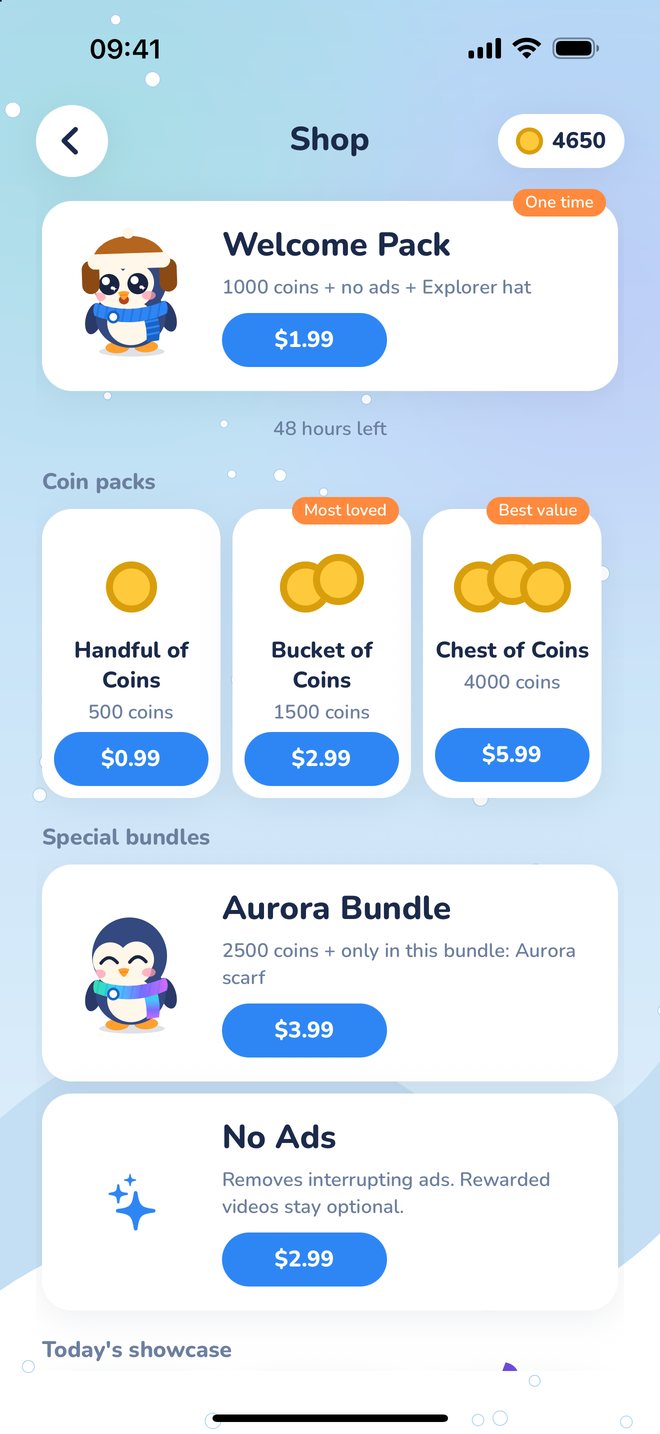 09:41
Shop
4650
One time
Welcome Pack
1000 coins + no ads + Explorer hat
$1.99
48 hours left
Coin packs
Most loved
Best value
Handful of
Coins
500 coins
$0.99
Bucket of
Coins
1500 coins
$2.99
Chest of Coins
4000 coins
$5.99
Special bundles
Aurora Bundle
2500 coins + only in this bundle: Aurora
scarf
$3.99
No Ads
Removes interrupting ads. Rewarded
videos stay optional.
$2.99
Today's showcase